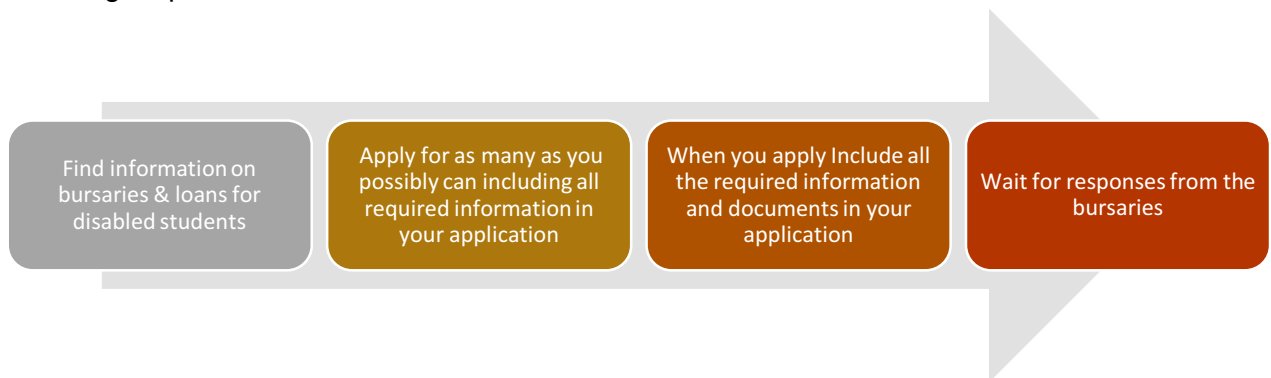 Find information on
bursaries & loans for
disabled students
Apply for as many as you
possibly can including all
required information in
your application
When you apply Include all
the required information
and documents in your
application
Wait for responses from the
bursaries